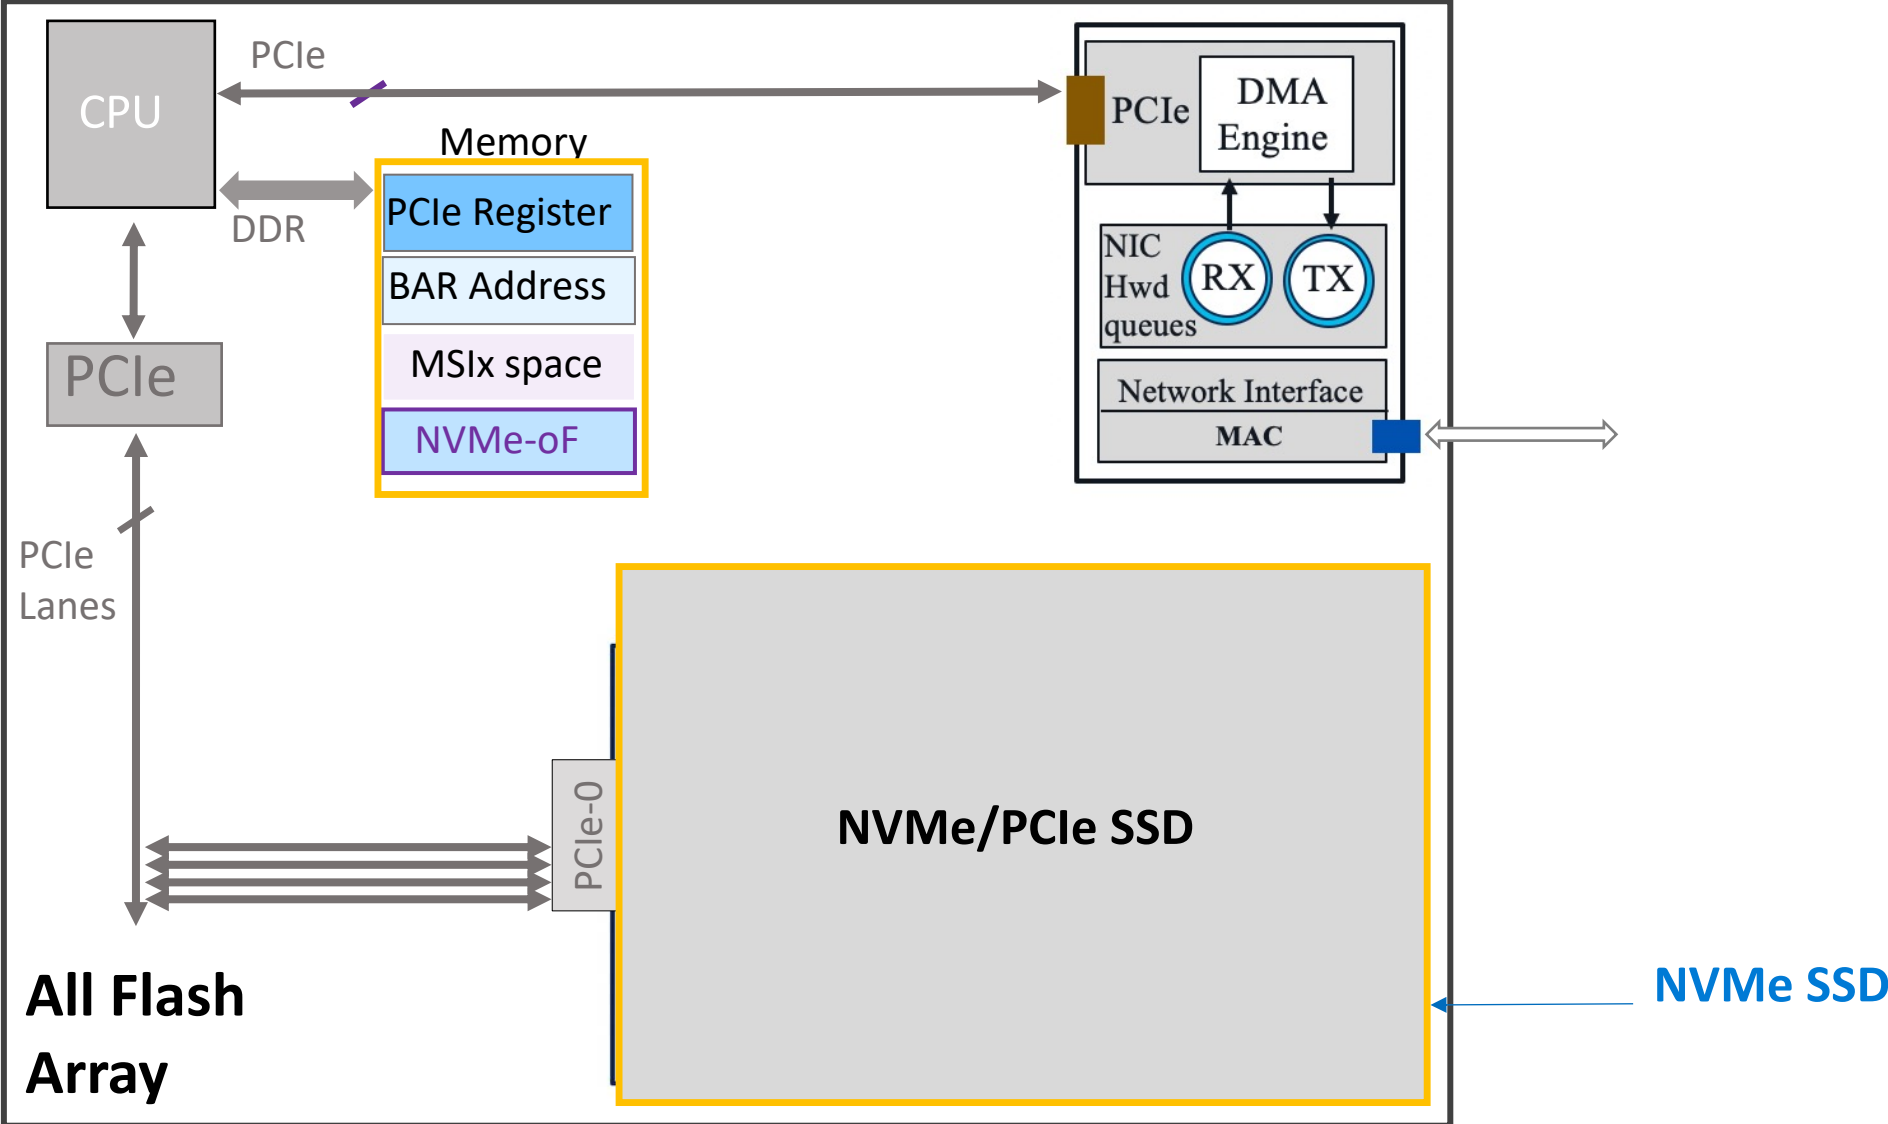 CPU
PCIe
Memory
DDR
PCIe Register
BAR Address
MSIx space
NVMe-oF
PCIe
DMA
Engine
NIC
Hwd
queues
RX
TX
Network Interface
MAC
PCIe
PCIe
Lanes
PCIe-0
NVMe/PCIe SSD
All Flash
Array
NVMe SSD